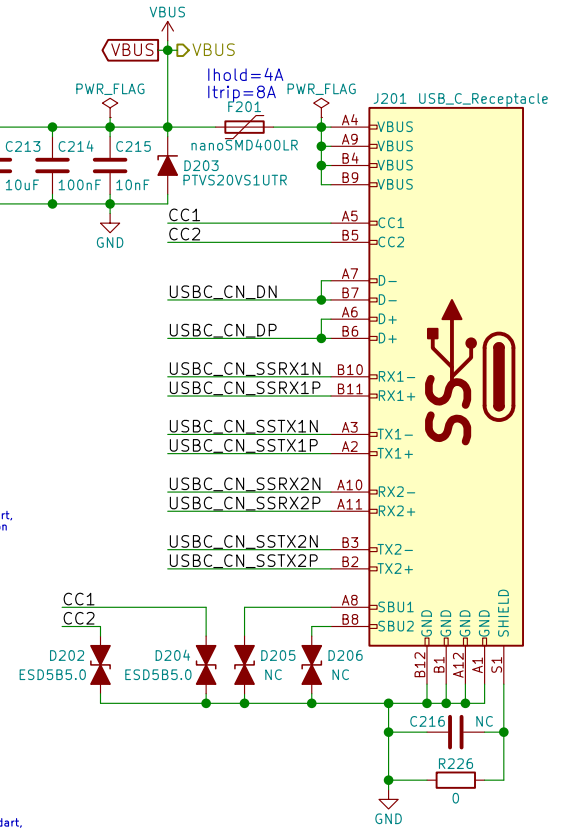 VBUS
VBUS
VBUS
Ihold=4A
Itrip=8A
PWR_FLAG
PWR_FLAG
F201
nanoSMD400LR
J201 USB_C_Receptacle
C213
10uF
C214
100nF
C215
10nF
D203
PTVS20VS1UTR
GND
A4 VBUS
A9 VBUS
B4 VBUS
B9 VBUS
CC1 A5 CC1
CC2 B5 CC2
A7 D-
USBC_CN_DN B7 D-
A6 D+
USBC_CN_DP B6 D+
USBC_CN_SSRX1N B10 RX1-
USBC_CN_SSRX1P B11 RX1+
USBC_CN_SSTX1N A3 TX1-
USBC_CN_SSTX1P A2 TX1+
USBC_CN_SSRX2N A10 RX2-
USBC_CN_SSRX2P A11 RX2+
USBC_CN_SSTX2N B3 TX2-
USBC_CN_SSTX2P B2 TX2+
A8 SBU1
B8 SBU2
SS
GND GND GND GND SHIELD
B12 B1 A12 A1 S1
CC1
CC2
D202
ESD5B5.0
D204
ESD5B5.0
D205
NC
D206
NC
C216 NC
R226
0
GND
rt,
n
dart,